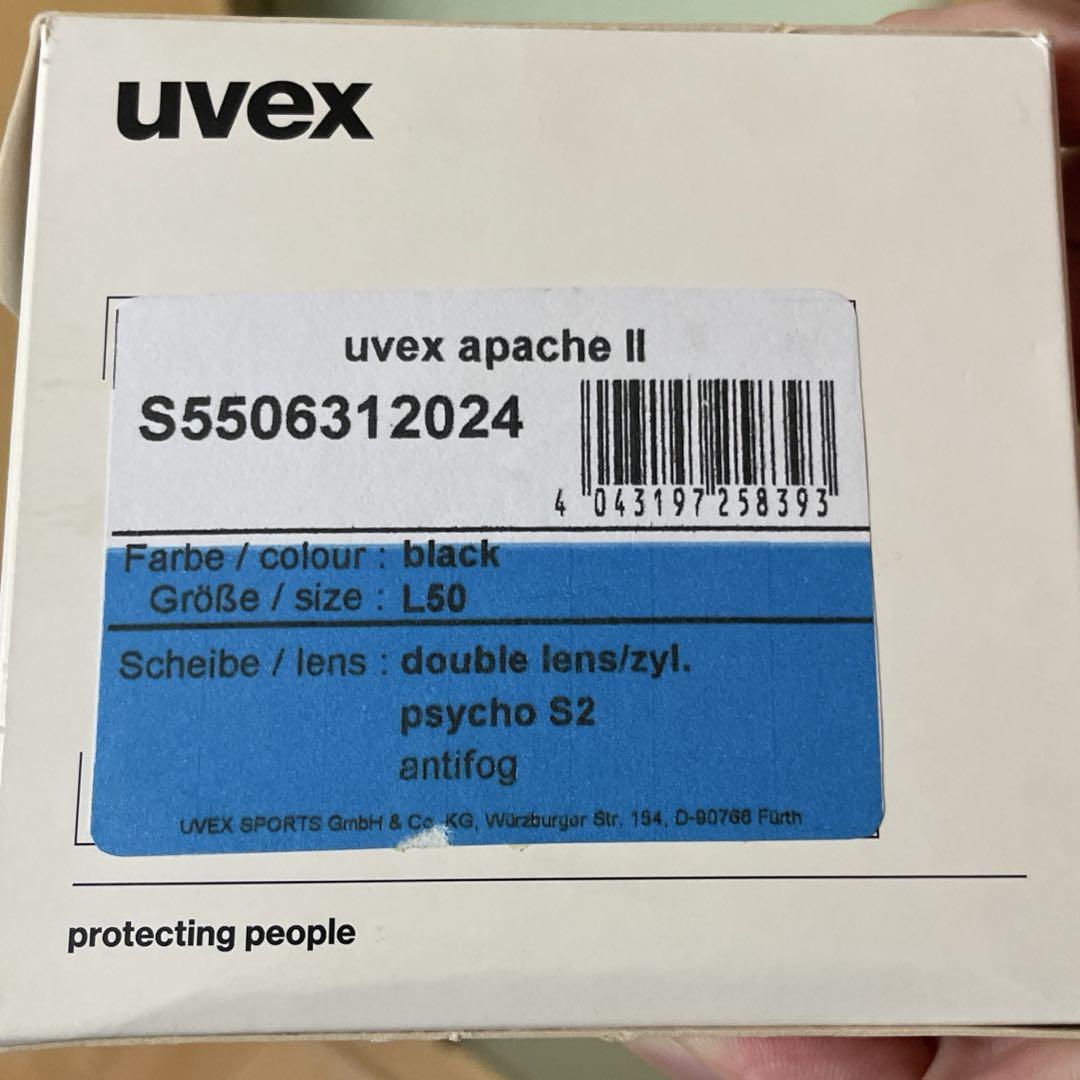 uvex
uvex apache II
S5506312024
4 043197 258393
Farbe / colour : black
Größe / size : L50
Scheibe / lens : double lens/zyl.
psycho S2
antifog
UVEX SPORTS GmbH & Co. KG, Würzburger Str. 154, D-90766 Fürth
protecting people